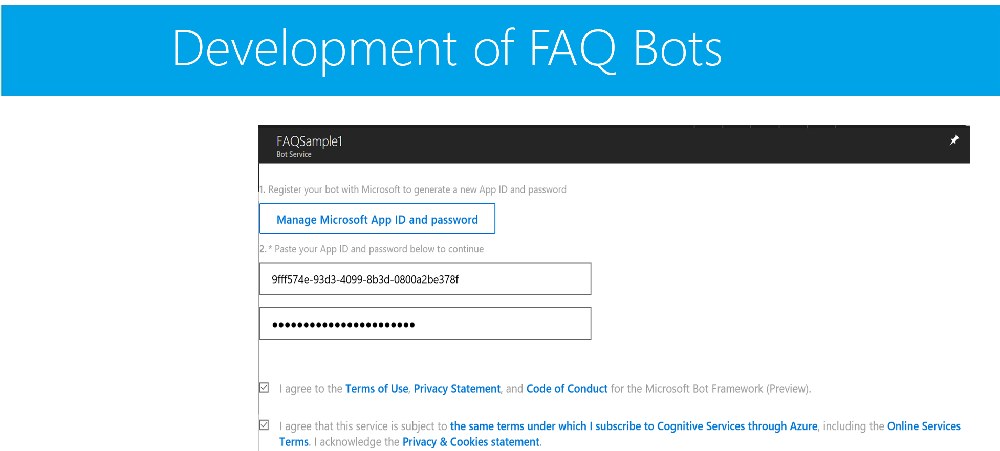 Development of FAQ Bots
FAQSample1
Bot Service
1. Register your bot with Microsoft to generate a new App ID and password
Manage Microsoft App ID and password
2. * Paste your App ID and password below to continue
9fff574e-93d3-4099-8b3d-0800a2be378f
●●●●●●●●●●●●●●●●●●●●●●●
I agree to the Terms of Use, Privacy Statement, and Code of Conduct for the Microsoft Bot Framework (Preview).
I agree that this service is subject to the same terms under which I subscribe to Cognitive Services through Azure, including the Online Services
Terms. I acknowledge the Privacy & Cookies statement.